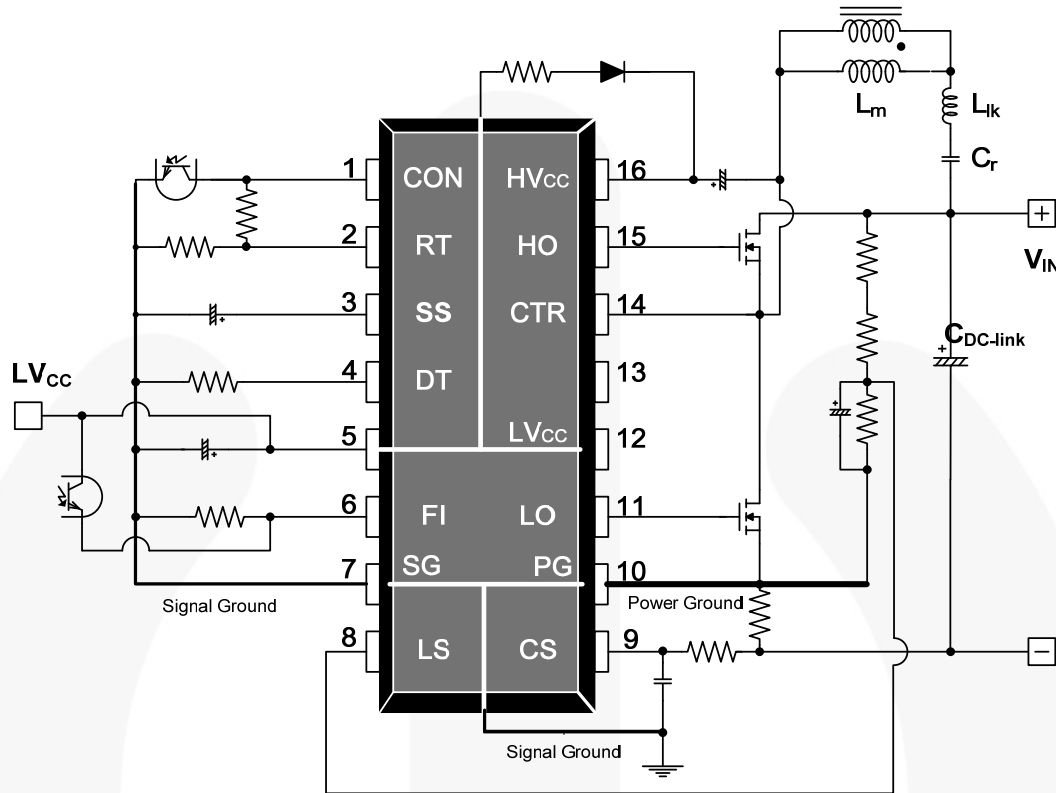 Lm
Llk
Cr
1 CON HVCC 16
2 RT HO 15
3 SS CTR 14
4 DT 13
LVCC
5 LVCC 12
6 FI LO 11
7 SG PG 10
8 LS CS 9
Signal Ground
Power Ground
Signal Ground
+
VIN
CDC-link
−